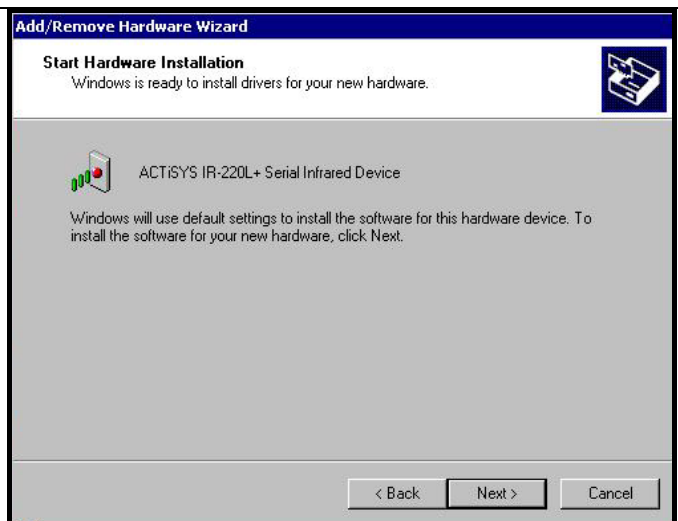 Add/Remove Hardware Wizard
Start Hardware Installation
Windows is ready to install drivers for your new hardware.
ACTiSYS IR-220L+ Serial Infrared Device
Windows will use default settings to install the software for this hardware device. To
install the software for your new hardware, click Next.
< Back
Next >
Cancel